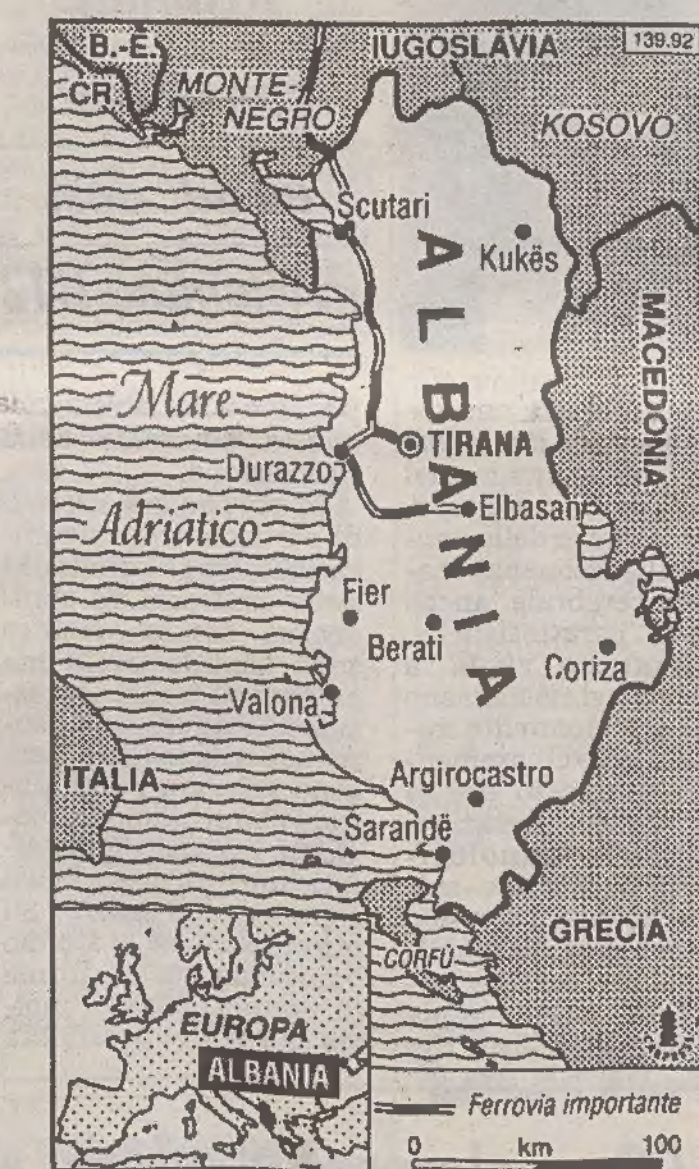 B.-E.
IUGOSLAVIA
139.92
CR.
MONTE-
NEGRO
KOSOVO
Scutari
Kukës
ALBANIA
MACEDONIA
Mare
Adriatico
TIRANA
Durazzo
Elbasan
Fier
Berati
Coriza
Valona
ITALIA
Argirocastro
Sarandë
GRECIA
CORFÙ
EUROPA
ALBANIA
Ferrovia importante
0 km 100